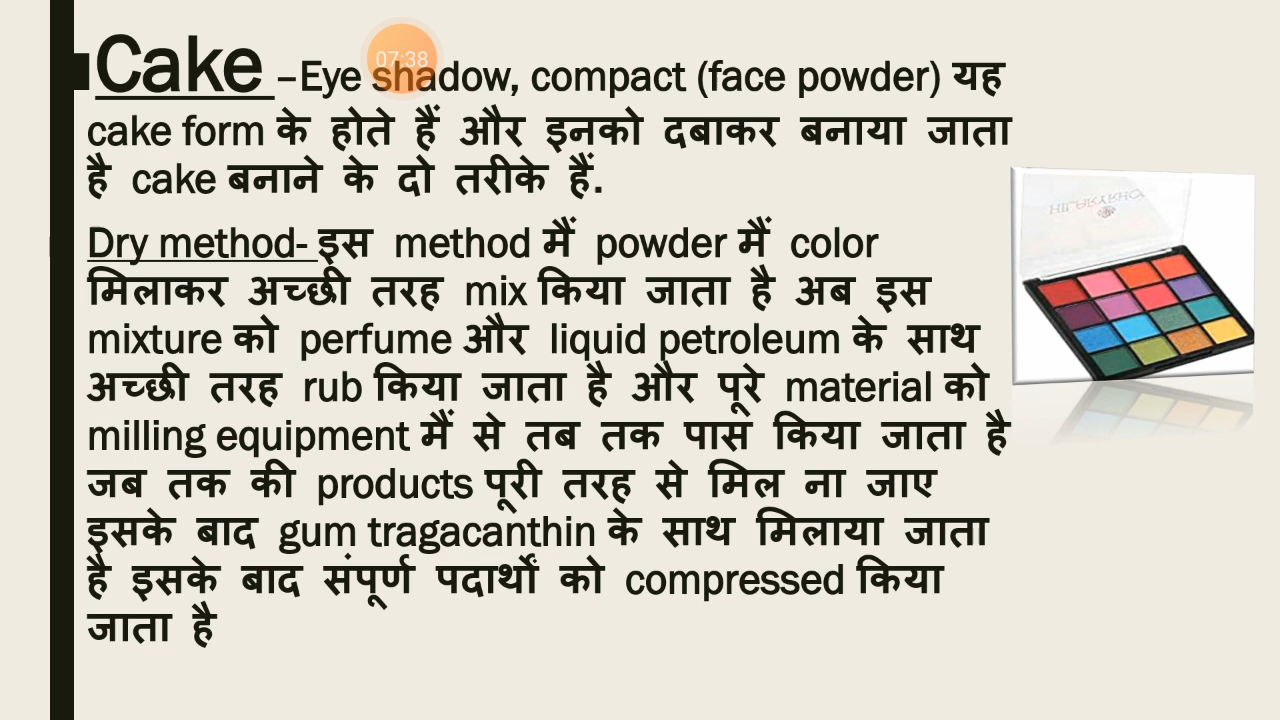 Cake –Eye shadow, compact (face powder) यह
cake form के होते हैं और इनको दबाकर बनाया जाता
है cake बनाने के दो तरीके हैं.
Dry method- इस method मैं powder मैं color
मिलाकर अच्छी तरह mix किया जाता है अब इस
mixture को perfume और liquid petroleum के साथ
अच्छी तरह rub किया जाता है और पूरे material को
milling equipment मैं से तब तक पास किया जाता है
जब तक की products पूरी तरह से मिल ना जाए
इसके बाद gum tragacanthin के साथ मिलाया जाता
है इसके बाद संपूर्ण पदार्थों को compressed किया
जाता है
07:38